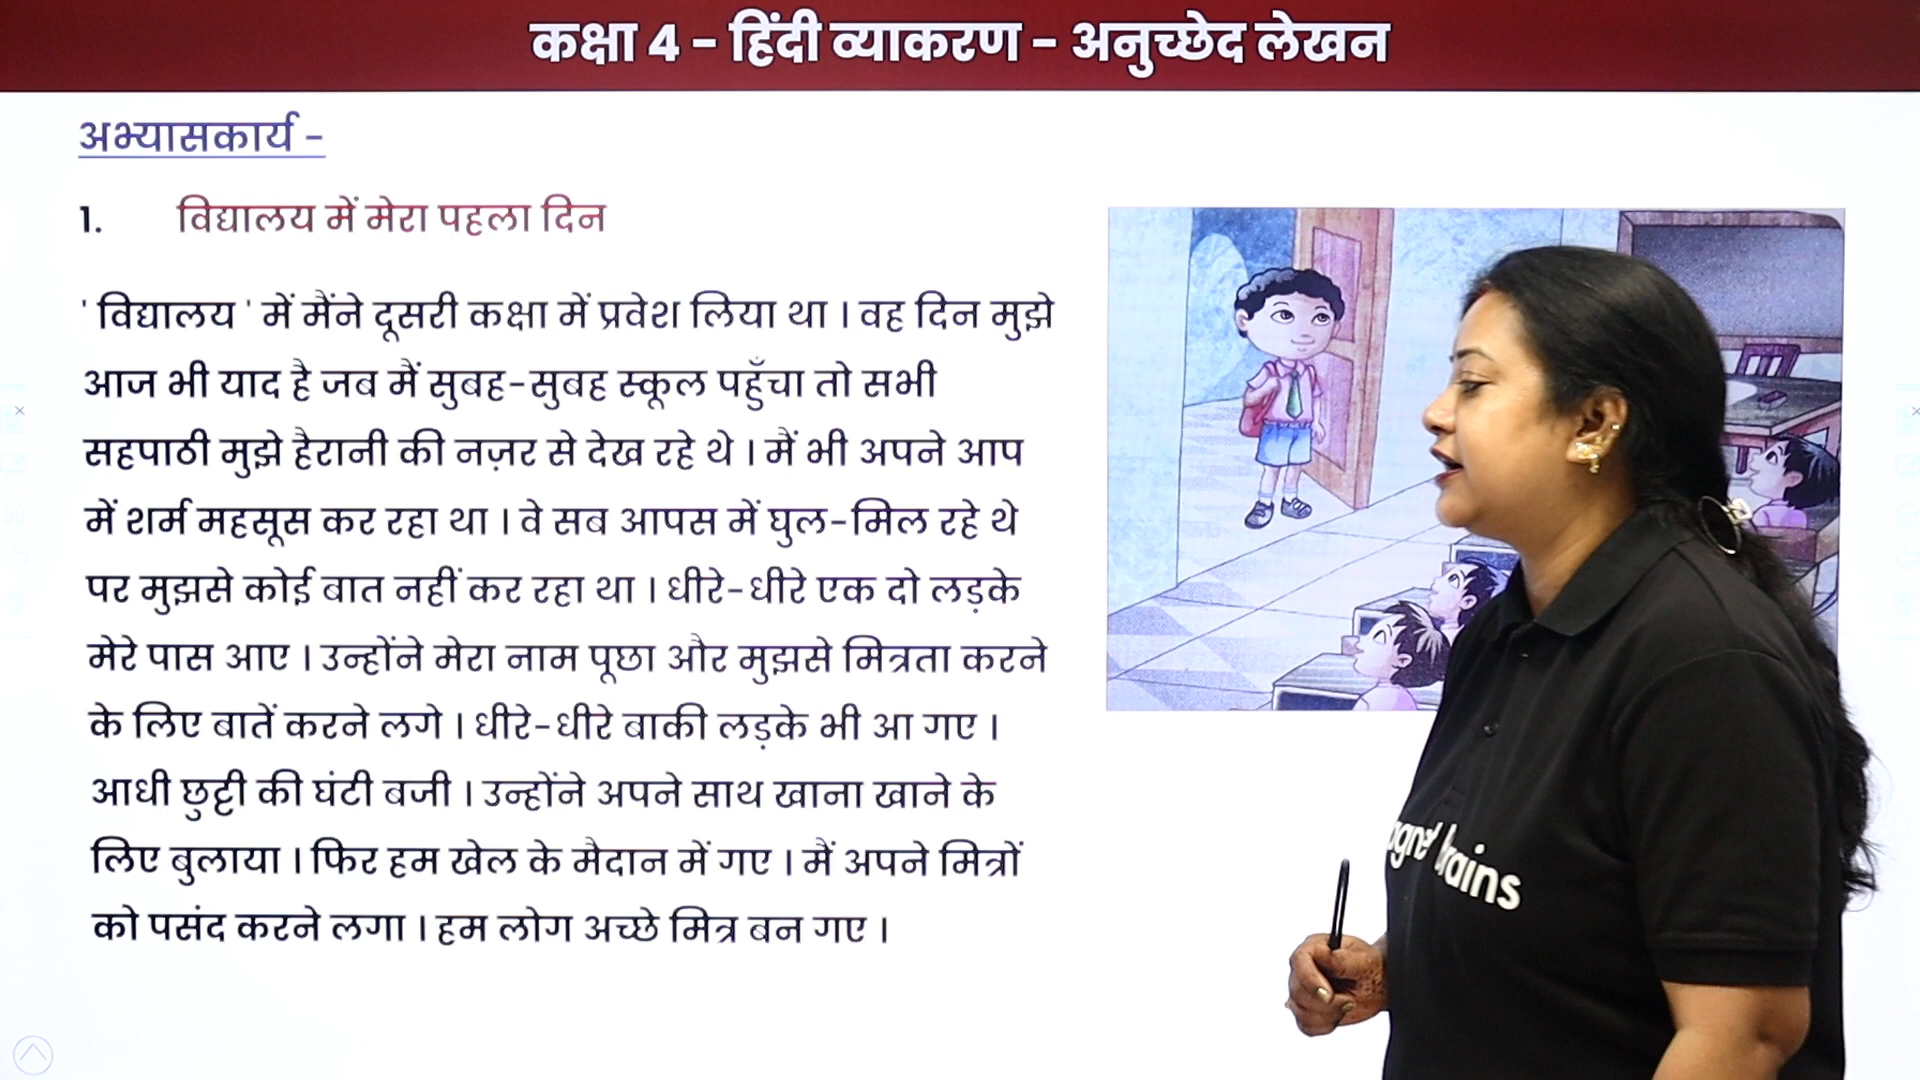 कक्षा 4 - हिंदी व्याकरण - अनुच्छेद लेखन
अभ्यासकार्य -
1. विद्यालय में मेरा पहला दिन
' विद्यालय ' में मैंने दूसरी कक्षा में प्रवेश लिया था । वह दिन मुझे
आज भी याद है जब मैं सुबह-सुबह स्कूल पहुँचा तो सभी
सहपाठी मुझे हैरानी की नज़र से देख रहे थे । मैं भी अपने आप
में शर्म महसूस कर रहा था । वे सब आपस में घुल-मिल रहे थे
पर मुझसे कोई बात नहीं कर रहा था । धीरे-धीरे एक दो लड़के
मेरे पास आए । उन्होंने मेरा नाम पूछा और मुझसे मित्रता करने
के लिए बातें करने लगे । धीरे-धीरे बाकी लड़के भी आ गए ।
आधी छुट्टी की घंटी बजी । उन्होंने अपने साथ खाना खाने के
लिए बुलाया । फिर हम खेल के मैदान में गए । मैं अपने मित्रों
को पसंद करने लगा । हम लोग अच्छे मित्र बन गए ।